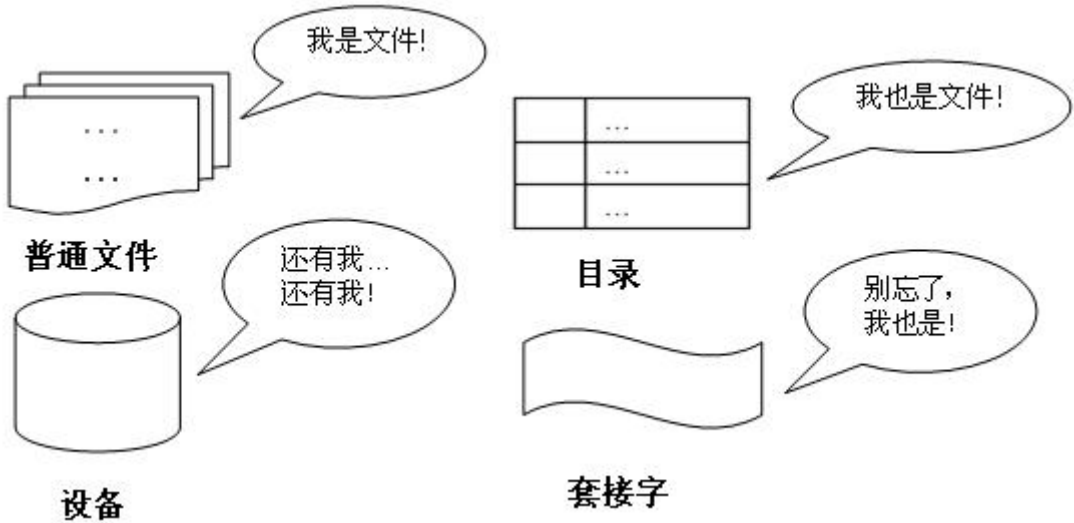 我是文件!
...
...
普通文件
我也是文件!
...
...
...
目录
还有我...
还有我!
设备
别忘了,
我也是!
套接字